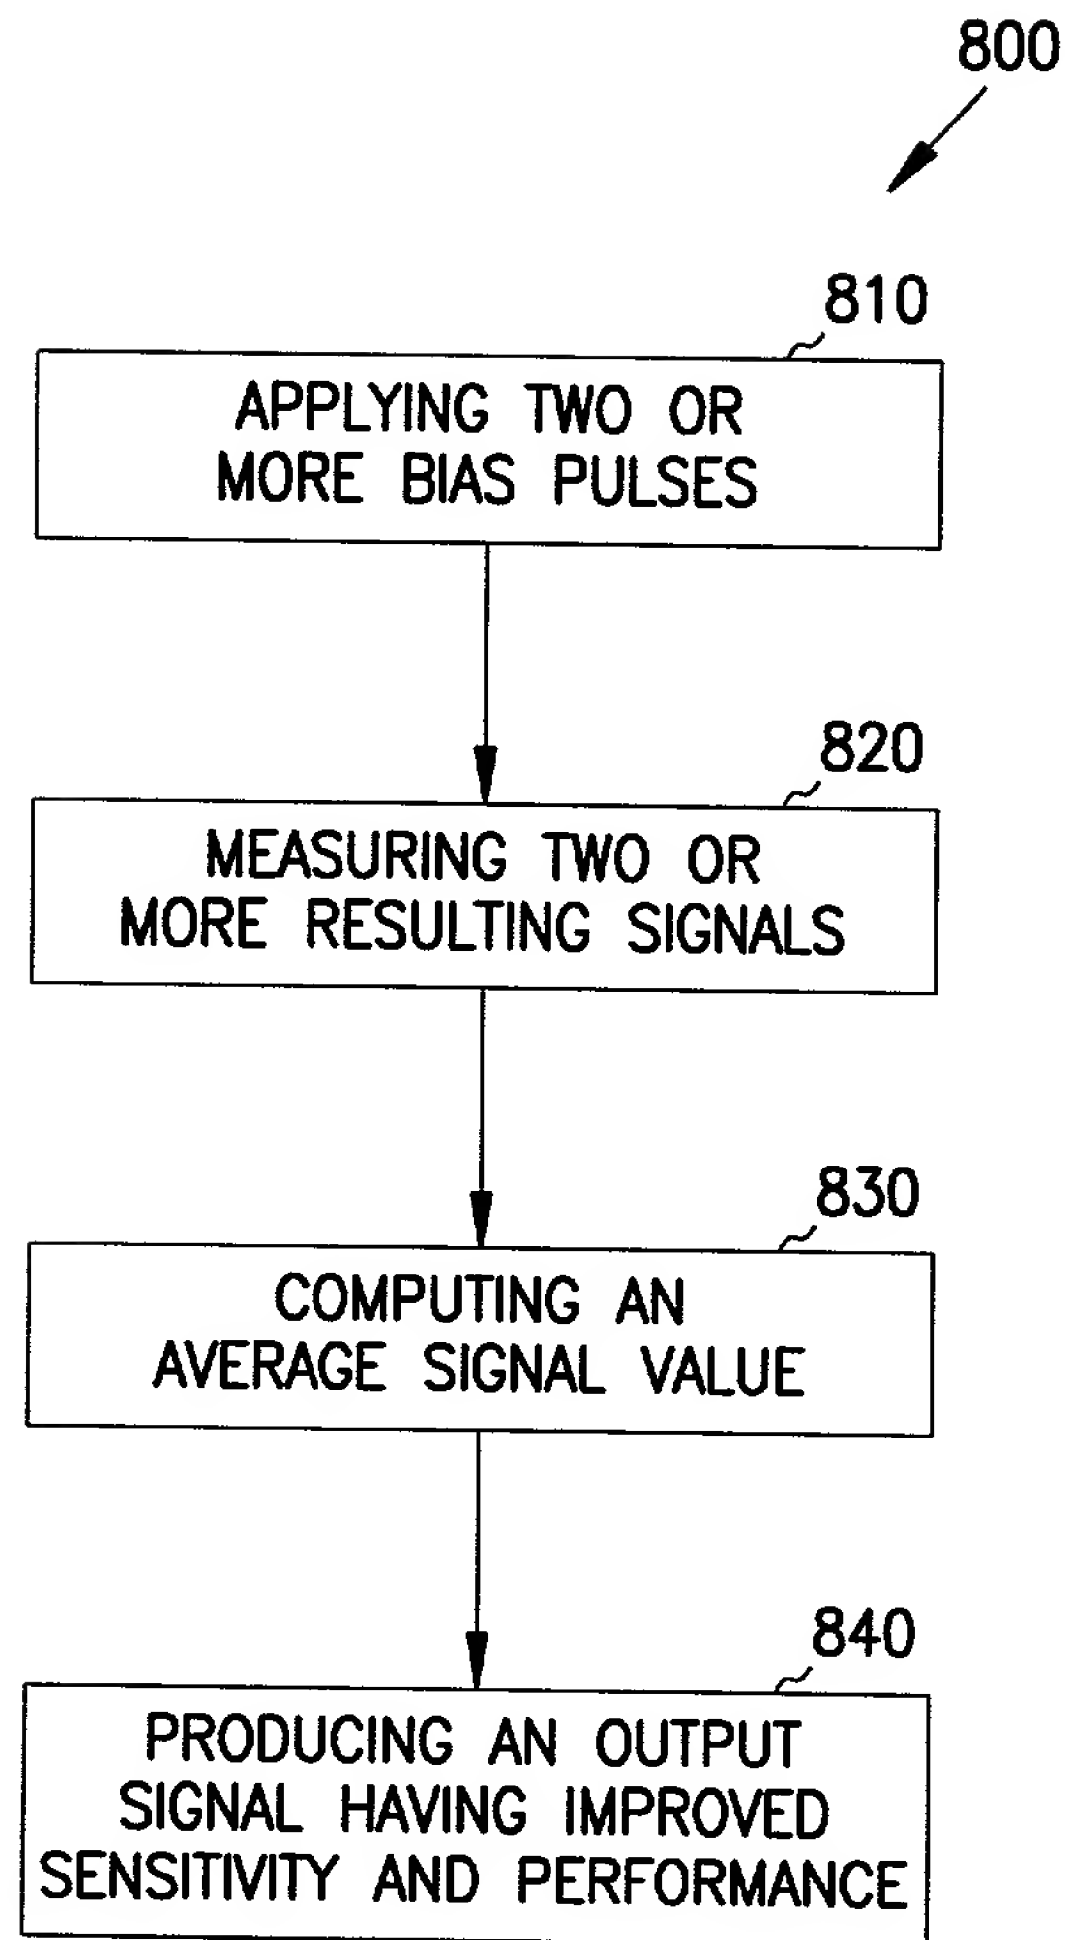 800
810
APPLYING TWO OR
MORE BIAS PULSES
820
MEASURING TWO OR
MORE RESULTING SIGNALS
830
COMPUTING AN
AVERAGE SIGNAL VALUE
840
PRODUCING AN OUTPUT
SIGNAL HAVING IMPROVED
SENSITIVITY AND PERFORMANCE